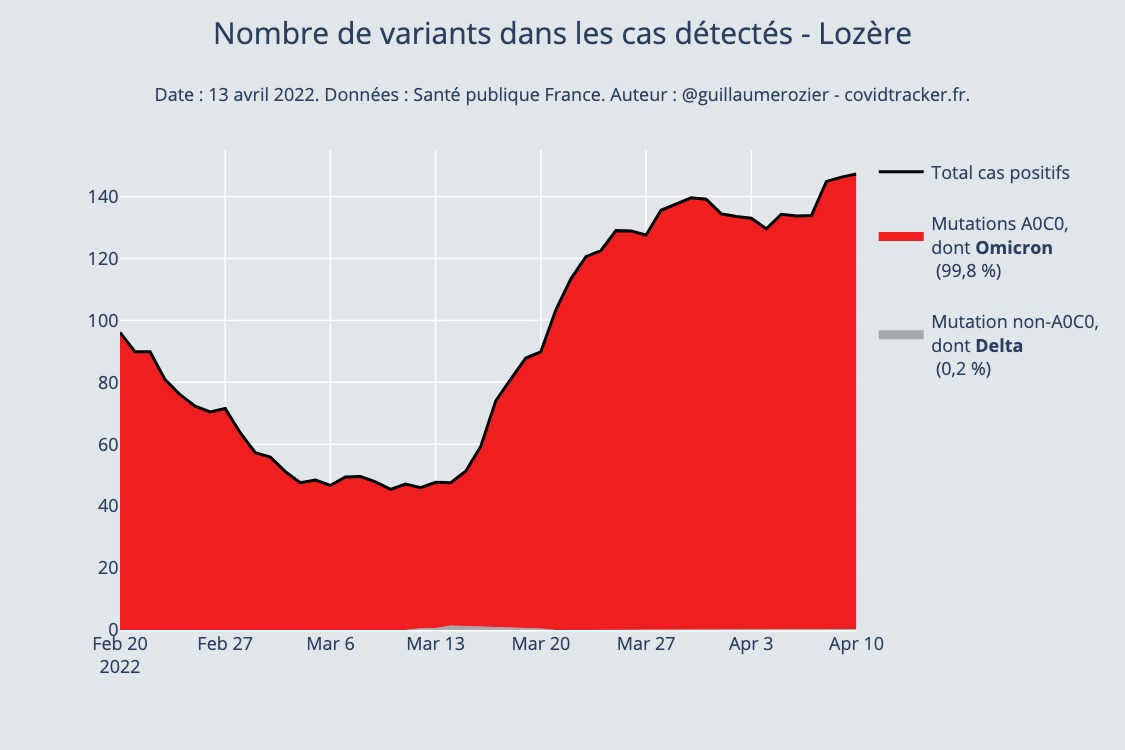 Nombre de variants dans les cas détectés - Lozère
Date : 13 avril 2022. Données : Santé publique France. Auteur : @guillaumerozier - covidtracker.fr.
140
120
100
80
60
40
20
0
Feb 20
2022
Feb 27
Mar 6
Mar 13
Mar 20
Mar 27
Apr 3
Apr 10
Total cas positifs
Mutations A0C0,
dont Omicron
(99,8 %)
Mutation non-A0C0,
dont Delta
(0,2 %)